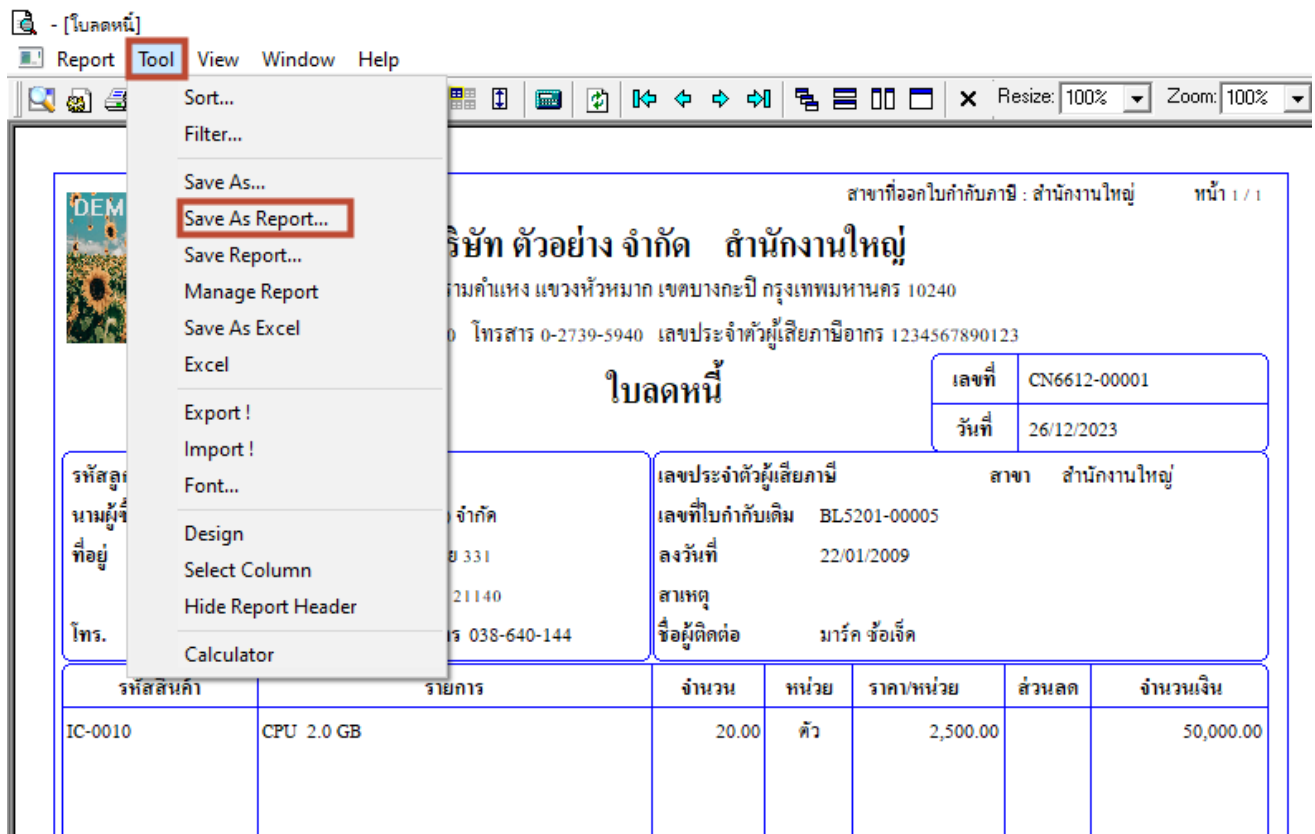 - [ใบลดหนี้]
Report Tool View Window Help
Resize: 100% Zoom: 100%
Sort...
Filter...
Save As...
Save As Report...
Save Report...
Manage Report
Save As Excel
Excel
Export !
Import !
Font...
Design
Select Column
Hide Report Header
Calculator
DEM
สาขาที่ออกใบกำกับภาษี : สำนักงานใหญ่ หน้า 1 / 1
ริษัท ตัวอย่าง จำกัด สำนักงานใหญ่
รามคำแหง แขวงหัวหมาก เขตบางกะปี กรุงเทพมหานคร 10240
0 โทรสาร 0-2739-5940 เลขประจำตัวผู้เสียภาษีอากร 1234567890123
ใบลดหนี้
เลขที่ CN6612-00001
วันที่ 26/12/2023
รหัสลูก
นามผู้ซื้ จำกัด
ที่อยู่ ย 331
21140
โทร. 038-640-144
เลขประจำตัวผู้เสียภาษี สาขา สำนักงานใหญ่
เลขที่ใบกำกับเดิม BL5201-00005
ลงวันที่ 22/01/2009
สาเหตุ
ชื่อผู้ติดต่อ มาร์ค ซ้อเจ็ค
รหัสสินค้า รายการ จำนวน หน่วย ราคา/หน่วย ส่วนลด จำนวนเงิน
IC-0010 CPU 2.0 GB 20.00 ตัว 2,500.00 50,000.00